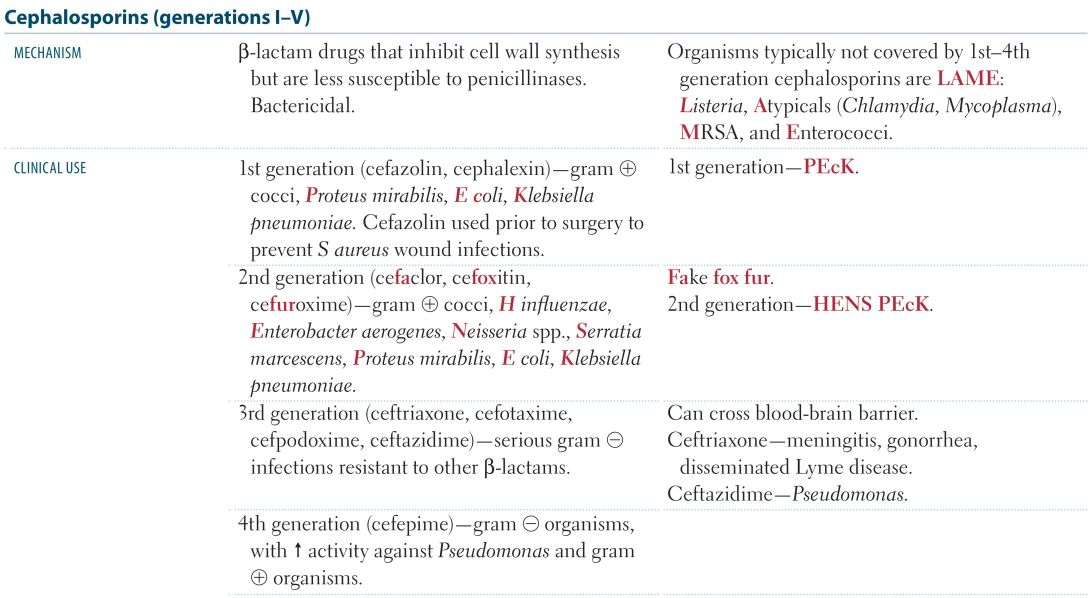 Cephalosporins (generations I–V)
MECHANISM
β-lactam drugs that inhibit cell wall synthesis
but are less susceptible to penicillinases.
Bactericidal.
Organisms typically not covered by 1st–4th
generation cephalosporins are LAME:
Listeria, Atypicals (Chlamydia, Mycoplasma),
MRSA, and Enterococci.
CLINICAL USE
1st generation (cefazolin, cephalexin)—gram ⊕
cocci, Proteus mirabilis, E coli, Klebsiella
pneumoniae. Cefazolin used prior to surgery to
prevent S aureus wound infections.
1st generation—PEcK.
2nd generation (cefaclor, cefoxitin,
cefuroxime)—gram ⊕ cocci, H influenzae,
Enterobacter aerogenes, Neisseria spp., Serratia
marcescens, Proteus mirabilis, E coli, Klebsiella
pneumoniae.
Fake fox fur.
2nd generation—HENS PEcK.
3rd generation (ceftriaxone, cefotaxime,
cefpodoxime, ceftazidime)—serious gram ⊖
infections resistant to other β-lactams.
Can cross blood-brain barrier.
Ceftriaxone—meningitis, gonorrhea,
disseminated Lyme disease.
Ceftazidime—Pseudomonas.
4th generation (cefepime)—gram ⊖ organisms,
with ↑ activity against Pseudomonas and gram
⊕ organisms.